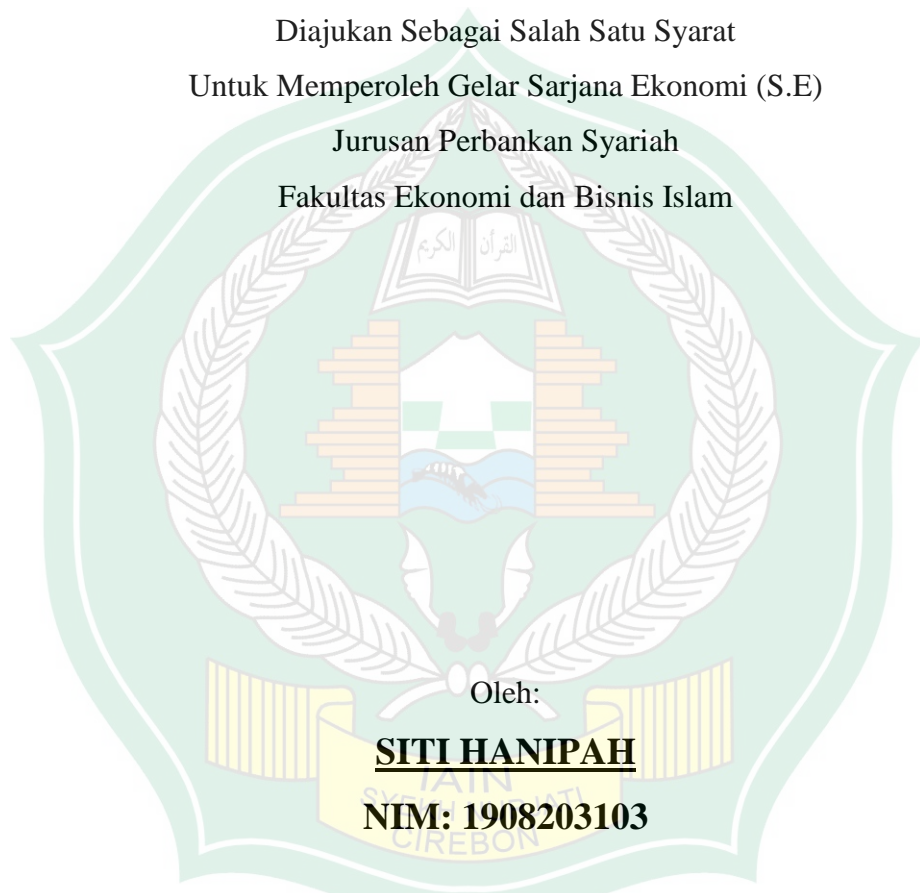 Diajukan Sebagai Salah Satu Syarat
Untuk Memperoleh Gelar Sarjana Ekonomi (S.E)
Jurusan Perbankan Syariah
Fakultas Ekonomi dan Bisnis Islam
القرآن الكريم
Oleh:
SITI HANIPAH
IAIN
NIM: 1908203103
SYEKH NURJATI
CIREBON